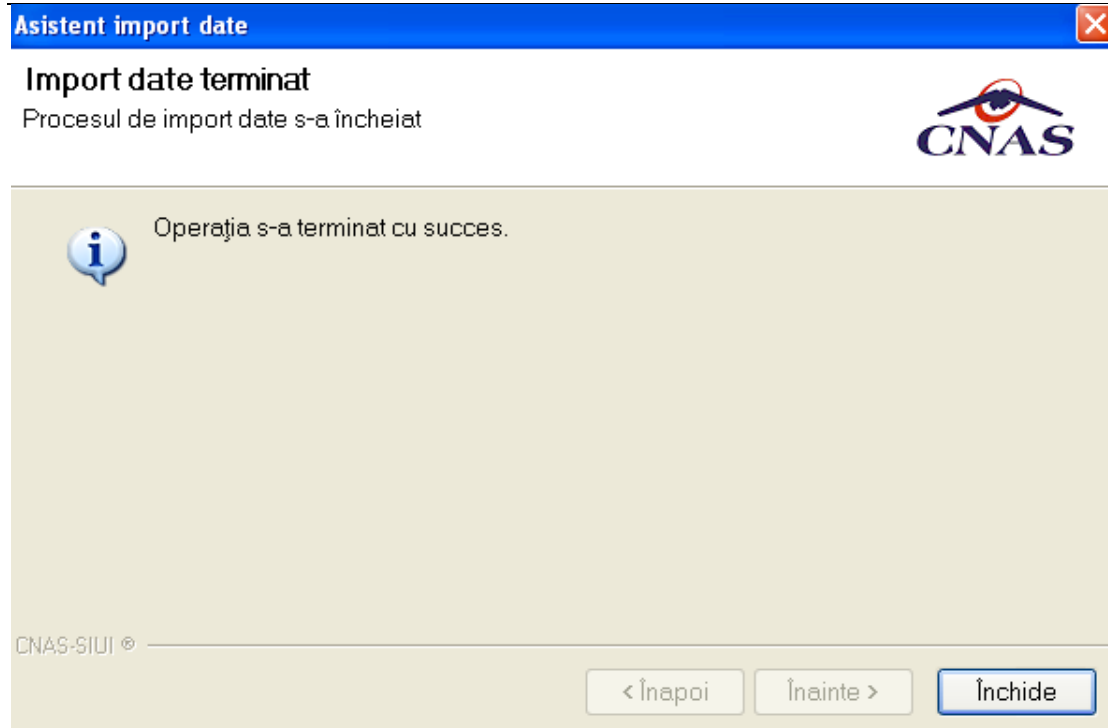 Asistent import date
Import date terminat
Procesul de import date s-a încheiat
CNAS
Operaţia s-a terminat cu succes.
CNAS-SIUI ®
< Înapoi
Înainte >
Închide